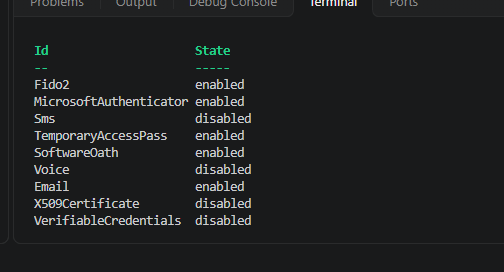 Problems Output Debug Console Terminal Ports
Id State
-- -----
Fido2 enabled
MicrosoftAuthenticator enabled
Sms disabled
TemporaryAccessPass enabled
SoftwareOath enabled
Voice disabled
Email enabled
X509Certificate disabled
VerifiableCredentials disabled